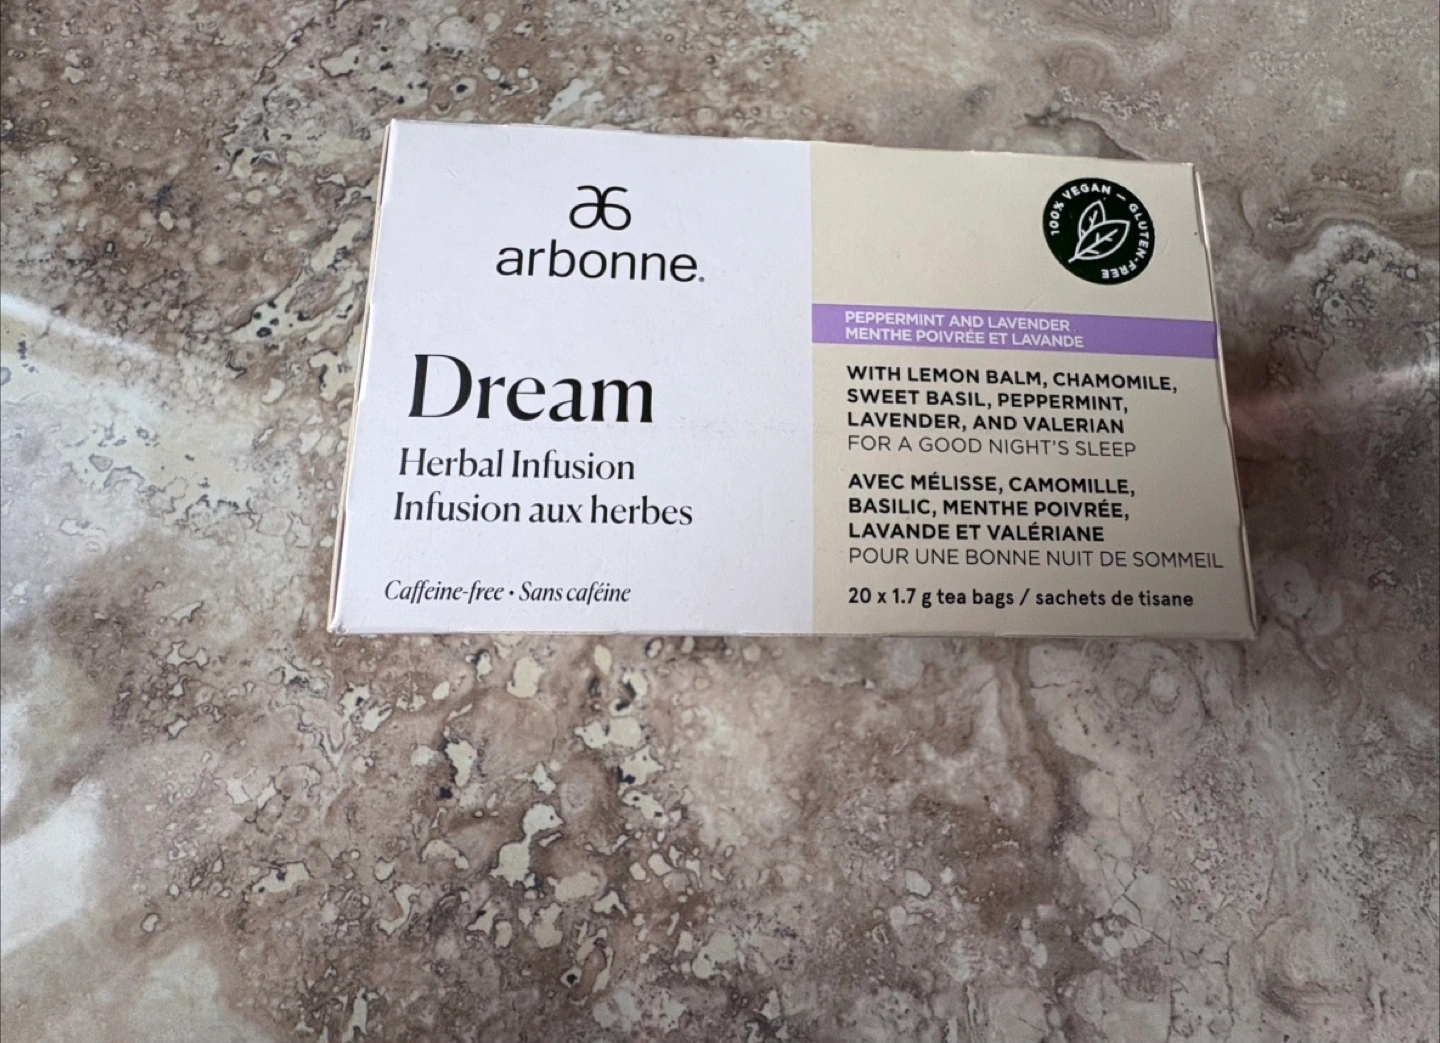 arbonne.
Dream
Herbal Infusion
Infusion aux herbes
Caffeine-free • Sans caféine
100% VEGAN — GLUTEN-FREE
PEPPERMINT AND LAVENDER
MENTHE POIVRÉE ET LAVANDE
WITH LEMON BALM, CHAMOMILE,
SWEET BASIL, PEPPERMINT,
LAVENDER, AND VALERIAN
FOR A GOOD NIGHT'S SLEEP
AVEC MÉLISSE, CAMOMILLE,
BASILIC, MENTHE POIVRÉE,
LAVANDE ET VALÉRIANE
POUR UNE BONNE NUIT DE SOMMEIL
20 x 1.7 g tea bags / sachets de tisane